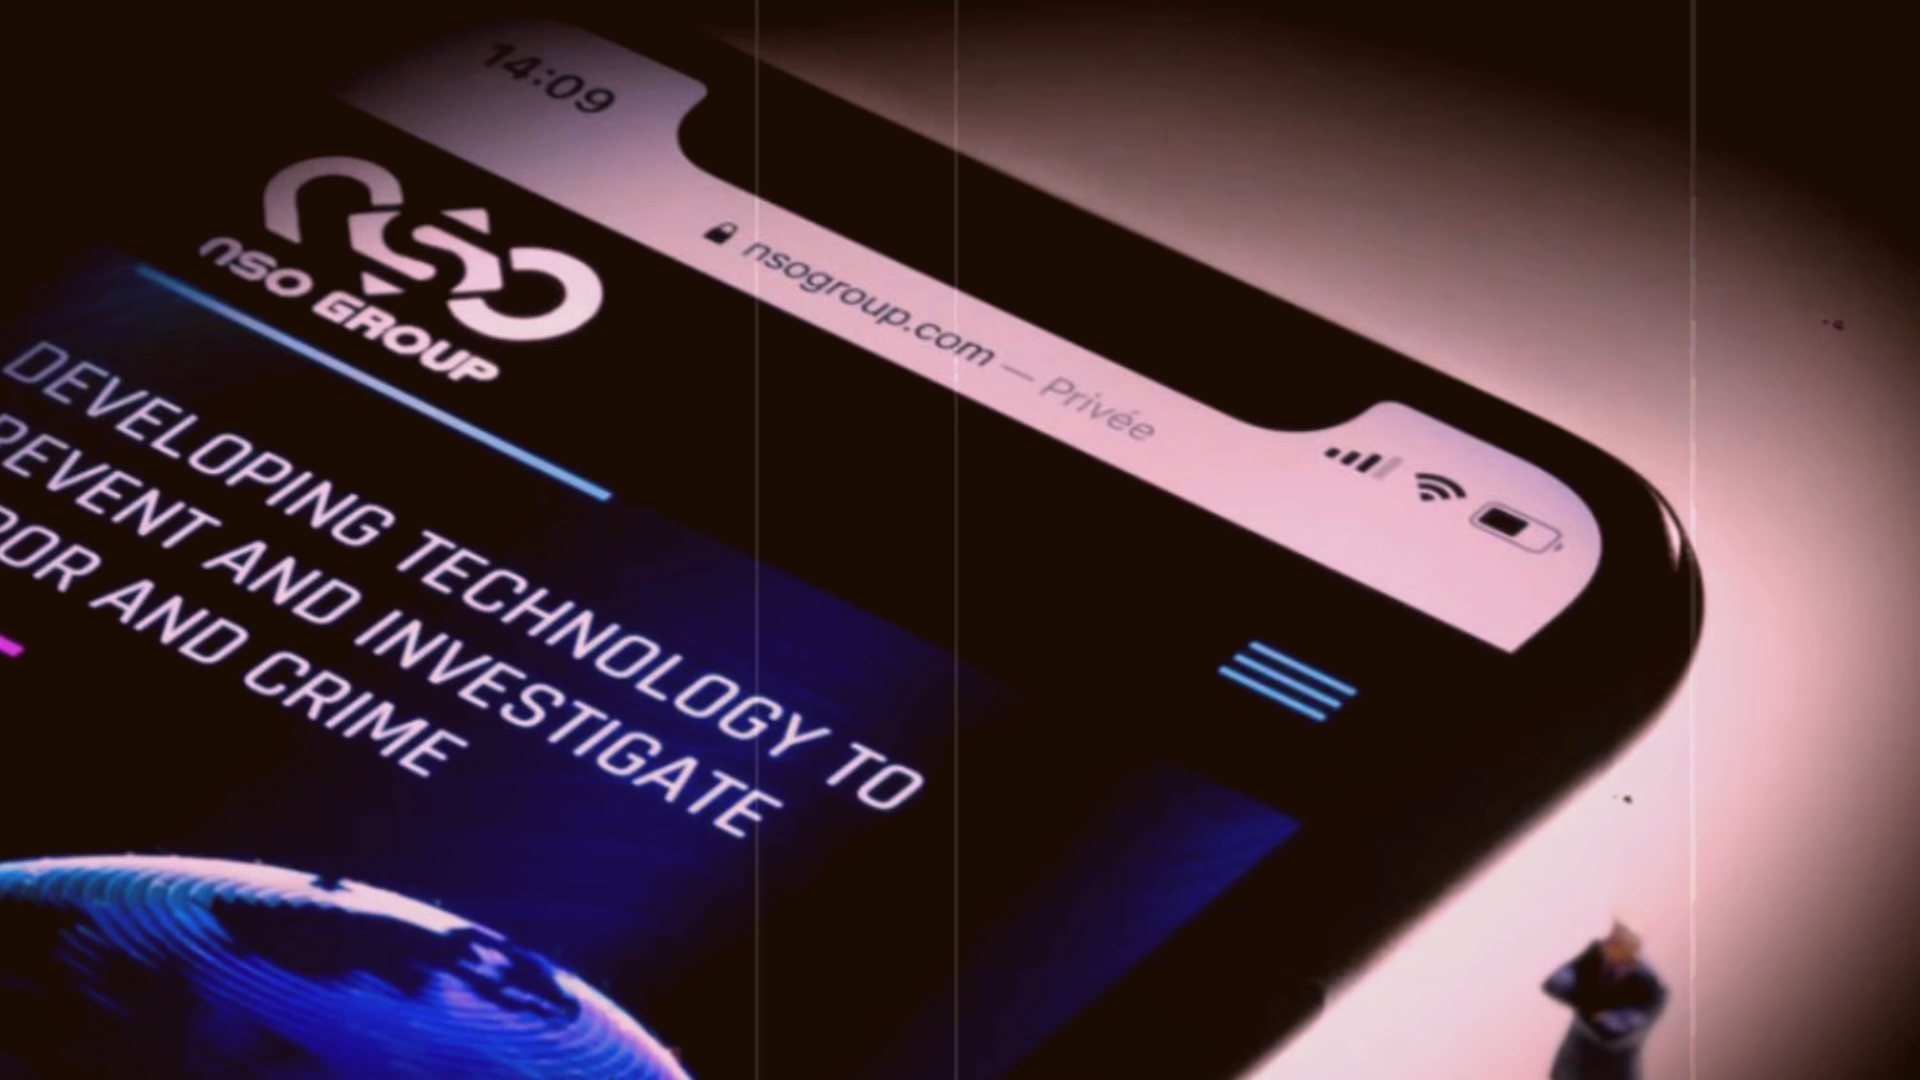 14:09
nsogroup.com — Privée
nso GROUP
DEVELOPING TECHNOLOGY TO
REVENT AND INVESTIGATE
ROR AND CRIME